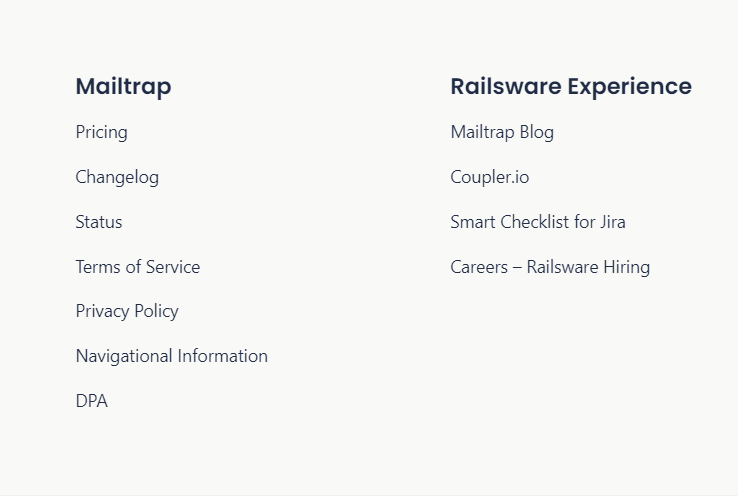 Mailtrap
Pricing
Changelog
Status
Terms of Service
Privacy Policy
Navigational Information
DPA
Railsware Experience
Mailtrap Blog
Coupler.io
Smart Checklist for Jira
Careers – Railsware Hiring